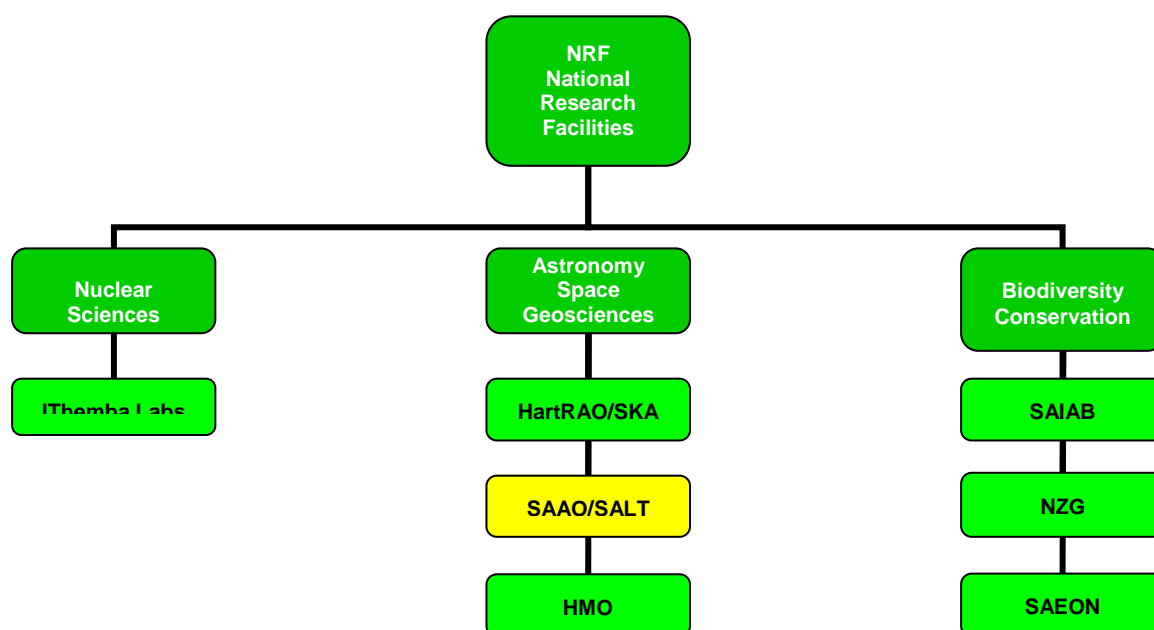 NRF
National
Research
Facilities
Nuclear
Sciences
Astronomy
Space
Geosciences
Biodiversity
Conservation
IThemba Labs
HartRAO/SKA
SAIAB
SAAO/SALT
NZG
HMO
SAEON